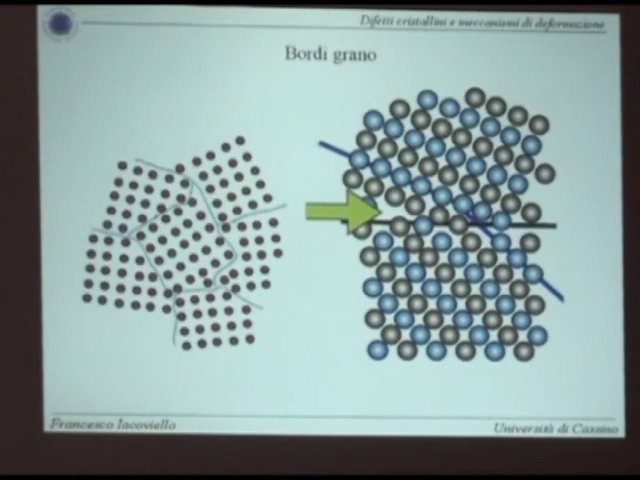 Difetti cristallini e meccanismi di deformazione
Bordi grano
Francesco Iacoviello
Università di Cassino